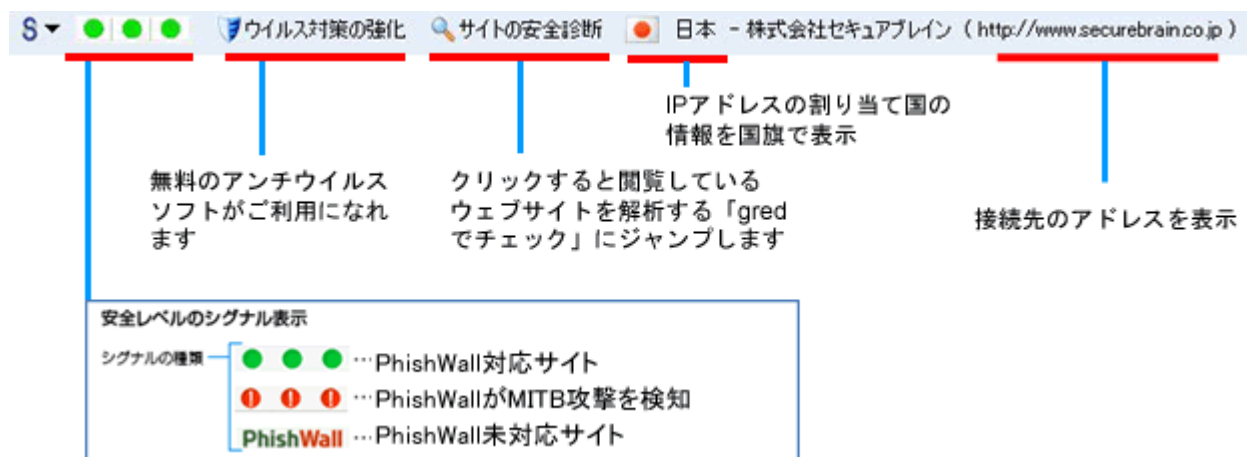 S ウイルス対策の強化 サイトの安全診断 日本 - 株式会社セキュアブレイン ( http://www.securebrain.co.jp )
IPアドレスの割り当て国の
情報を国旗で表示
無料のアンチウイルス
ソフトがご利用になれ
ます
クリックすると閲覧している
ウェブサイトを解析する「gred
でチェック」にジャンプします
接続先のアドレスを表示
安全レベルのシグナル表示
シグナルの種類
…PhishWall対応サイト
…PhishWallがMITB攻撃を検知
PhishWall …PhishWall未対応サイト